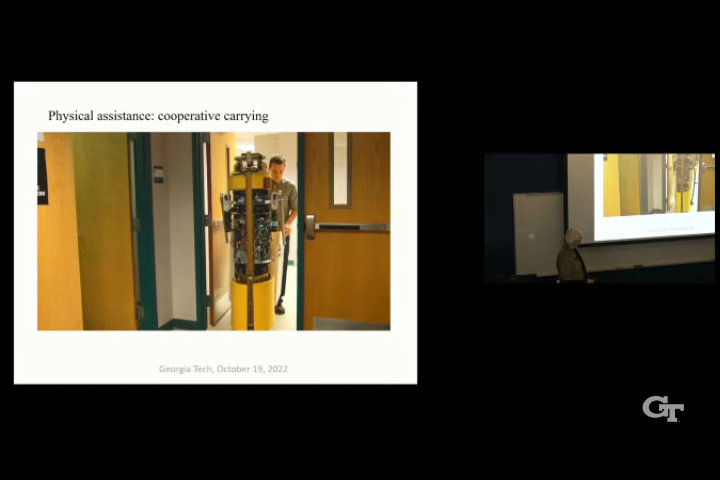 Physical assistance: cooperative carrying
Georgia Tech, October 19, 2022
GT